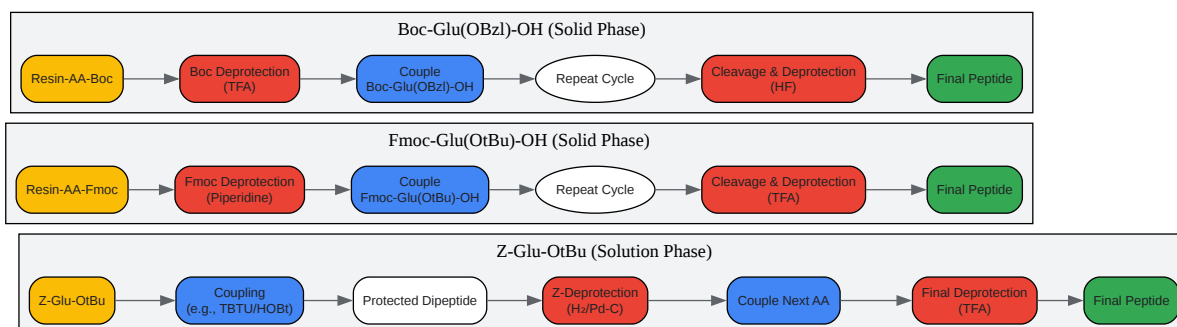 Boc-Glu(OBzl)-OH (Solid Phase)
Resin-AA-Boc
Boc Deprotection
(TFA)
Couple
Boc-Glu(OBzl)-OH
Repeat Cycle
Cleavage & Deprotection
(HF)
Final Peptide
Fmoc-Glu(OtBu)-OH (Solid Phase)
Resin-AA-Fmoc
Fmoc Deprotection
(Piperidine)
Couple
Fmoc-Glu(OtBu)-OH
Repeat Cycle
Cleavage & Deprotection
(TFA)
Final Peptide
Z-Glu-OtBu (Solution Phase)
Z-Glu-OtBu
Coupling
(e.g., TBTU/HOBt)
Protected Dipeptide
Z-Deprotection
(H₂/Pd-C)
Couple Next AA
Final Deprotection
(TFA)
Final Peptide